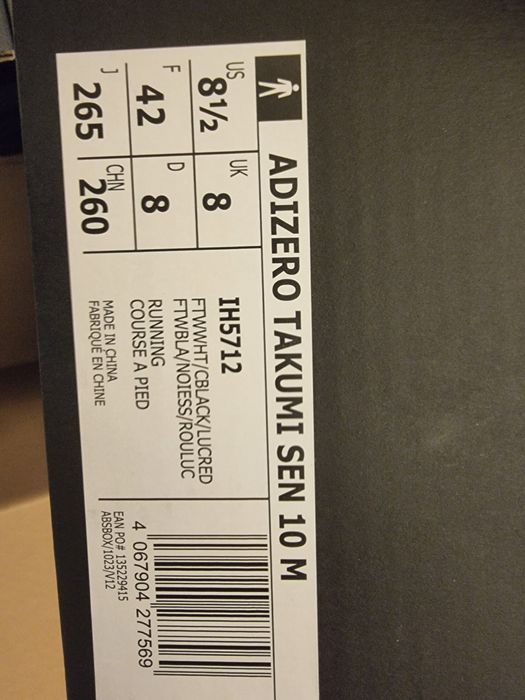 ADIZERO TAKUMI SEN 10 M
US
8½
UK
8
F
42
D
8
J
265
CHN
260
IH5712
FTWWHT/CBLACK/LUCRED
FTWBLA/NOIESS/ROULUC
RUNNING
COURSE A PIED
MADE IN CHINA
FABRIQUÉ EN CHINE
4 067904 277569
EAN PO# 135229415
ABSBOX/1023/V12